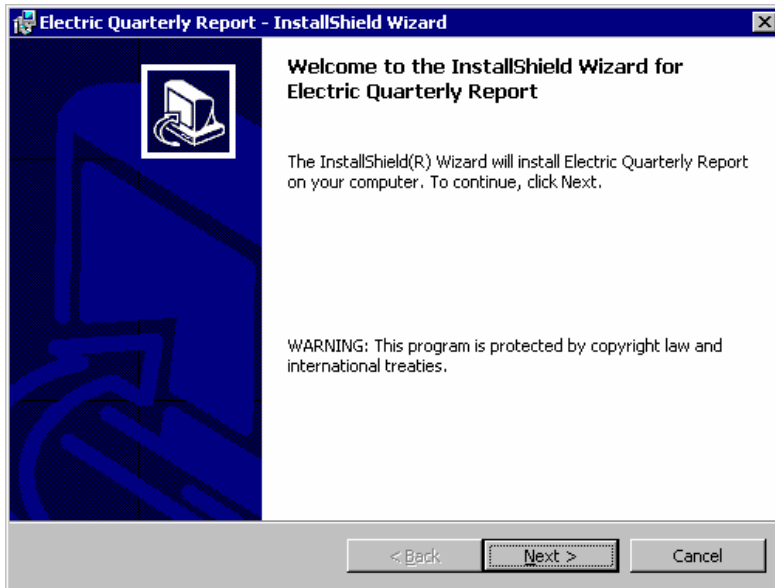 Electric Quarterly Report - InstallShield Wizard
Welcome to the InstallShield Wizard for
Electric Quarterly Report
The InstallShield(R) Wizard will install Electric Quarterly Report
on your computer. To continue, click Next.
WARNING: This program is protected by copyright law and
international treaties.
< Back
Next >
Cancel